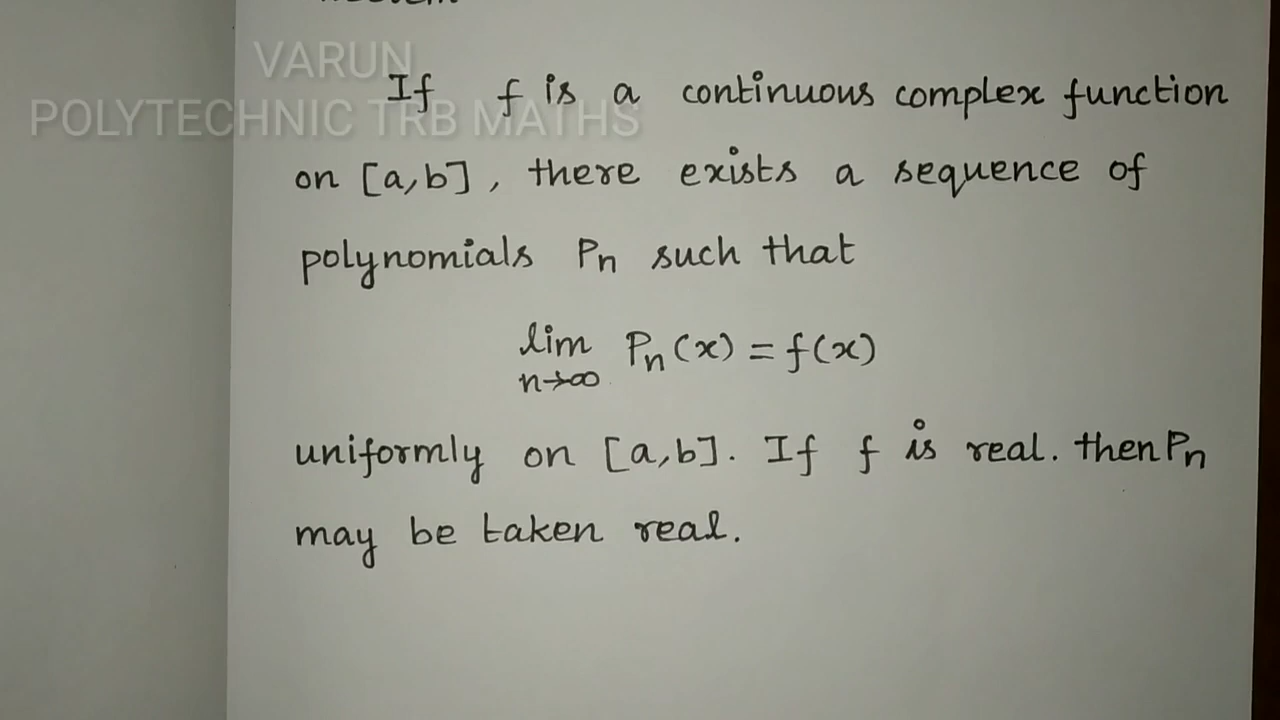 VARUN
POLYTECHNIC TRB MATHS
If f is a continuous complex function
on [a,b], there exists a sequence of
polynomials Pn such that
lim Pn(x) = f(x)
n→∞
uniformly on [a,b]. If f is real. then Pn
may be taken real.